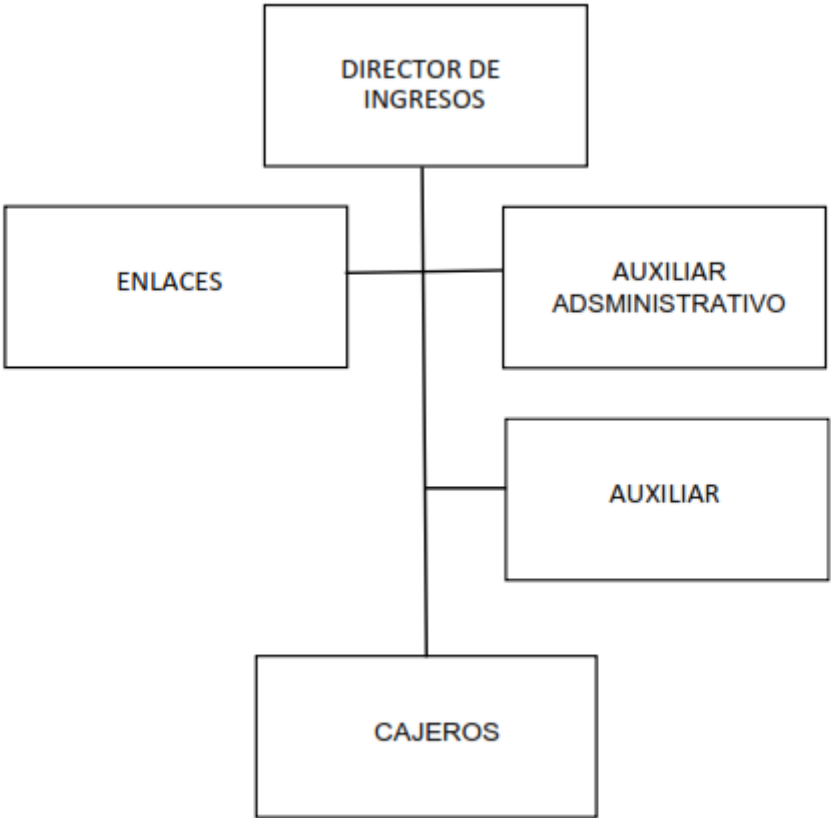 DIRECTOR DE
INGRESOS
ENLACES
AUXILIAR
ADSMINISTRATIVO
AUXILIAR
CAJEROS